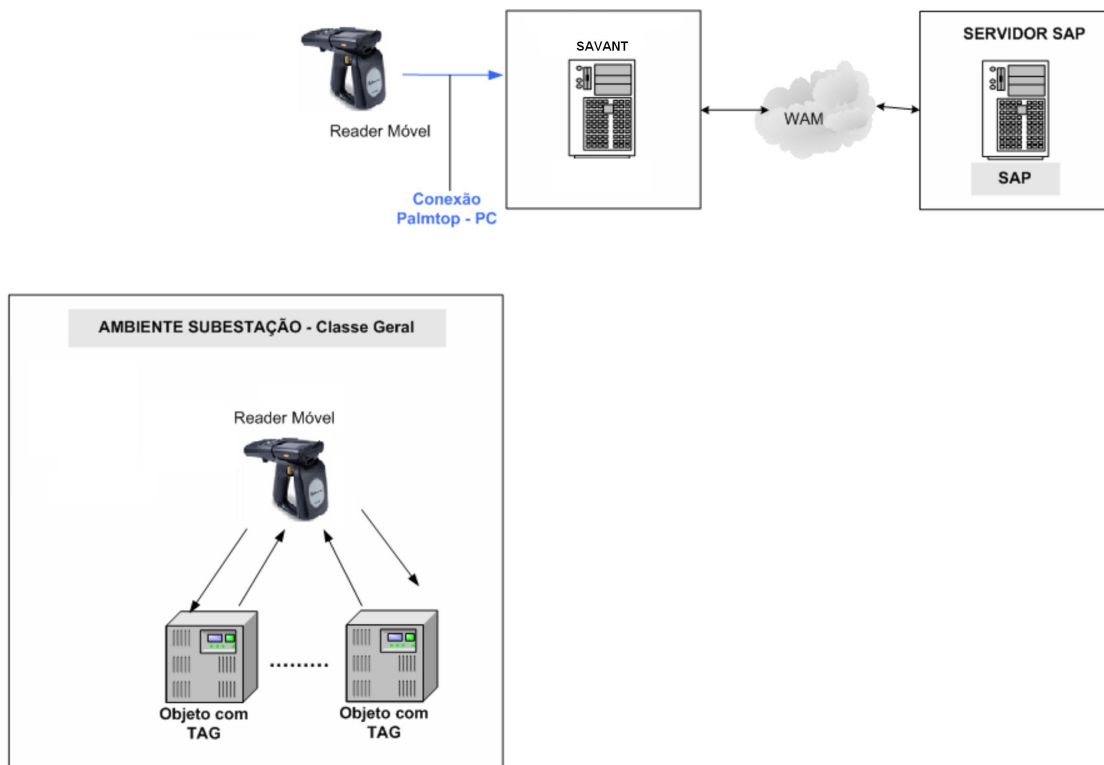 SAVANT
SERVIDOR SAP
WAM
Reader Móvel
SAP
Conexão
Palmtop - PC
AMBIENTE SUBESTAÇÃO - Classe Geral
Reader Móvel
Objeto com
TAG
Objeto com
TAG